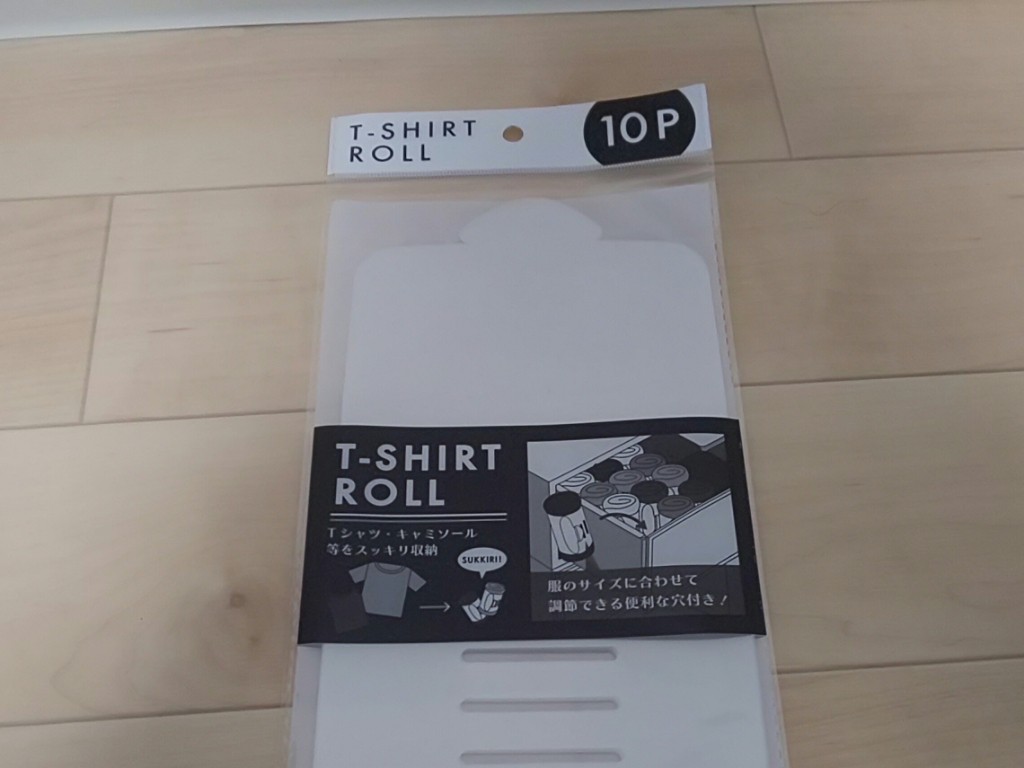 T-SHIRT
ROLL
10P
T-SHIRT
ROLL
Tシャツ・キャミソール
等をスッキリ収納
SUKKIRI!
服のサイズに合わせて
調節できる便利な穴付き!